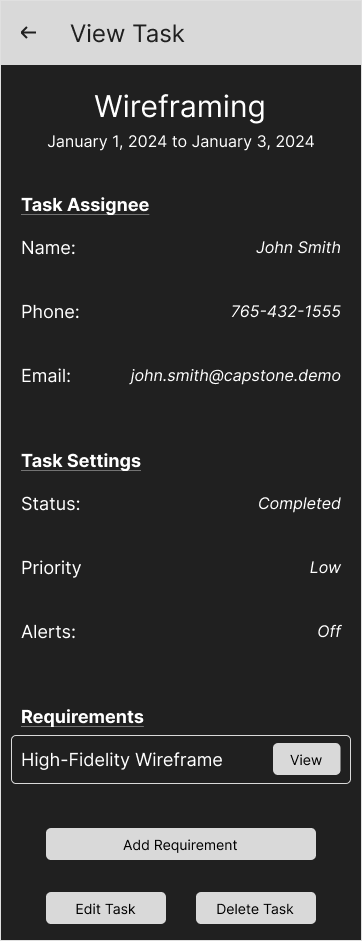 View Task
Wireframing
January 1, 2024 to January 3, 2024
Task Assignee
Name: John Smith
Phone: 765-432-1555
Email: john.smith@capstone.demo
Task Settings
Status: Completed
Priority Low
Alerts: Off
Requirements
High-Fidelity Wireframe View
Add Requirement
Edit Task Delete Task